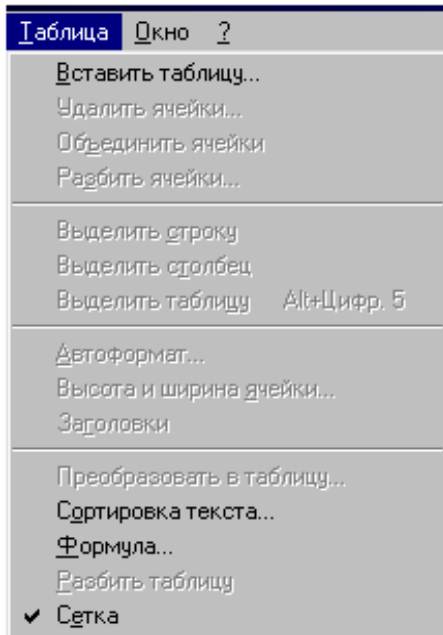 Таблица Окно ?
Вставить таблицу...
Удалить ячейки...
Объединить ячейки
Разбить ячейки...
Выделить строку
Выделить столбец
Выделить таблицу Alt+Цифр. 5
Автоформат...
Высота и ширина ячейки...
Заголовки
Преобразовать в таблицу...
Сортировка текста...
Формула...
Разбить таблицу
Сетка